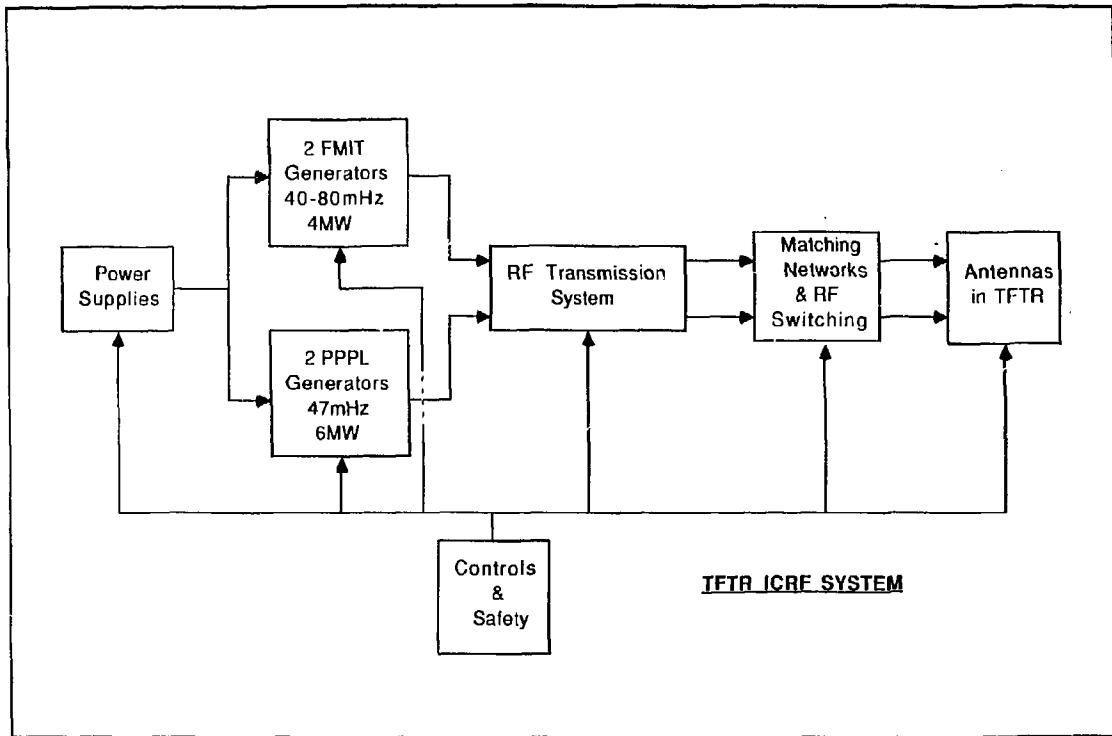 2 FMIT
Generators
40-80mHz
4MW
Power
Supplies
2 PPPL
Generators
47mHz
6MW
RF Transmission
System
Matching
Networks
& RF
Switching
Antennas
in TFTR
Controls
&
Safety
TFTR ICRF SYSTEM